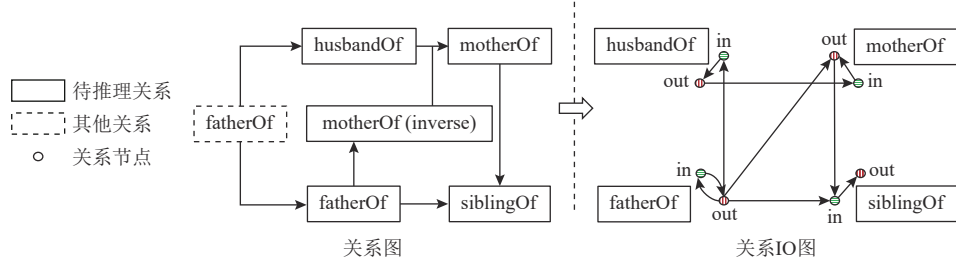 待推理关系
其他关系
关系节点
husbandOf
motherOf
fatherOf
motherOf (inverse)
fatherOf
siblingOf
关系图
husbandOf
in
out
out
motherOf
in
in
fatherOf
out
out
in
siblingOf
关系IO图